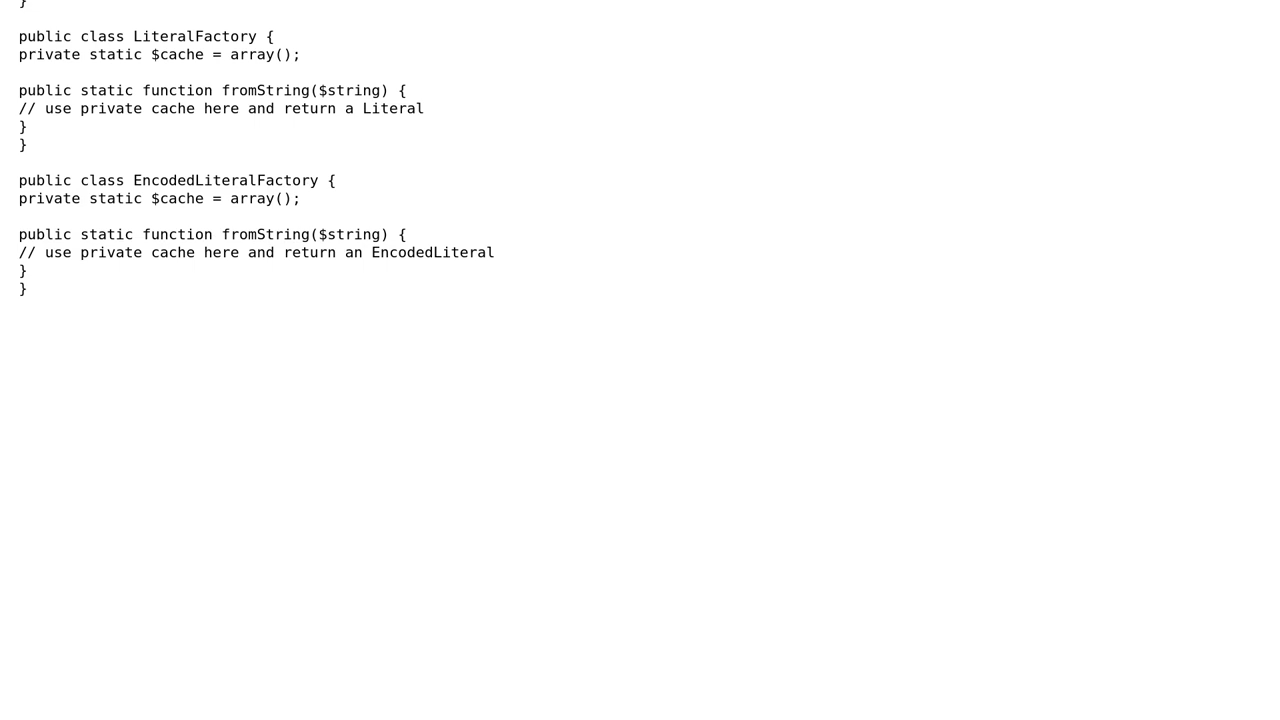 }
public class LiteralFactory {
private static $cache = array();
public static function fromString($string) {
// use private cache here and return a Literal
}
}
public class EncodedLiteralFactory {
private static $cache = array();
public static function fromString($string) {
// use private cache here and return an EncodedLiteral
}
}